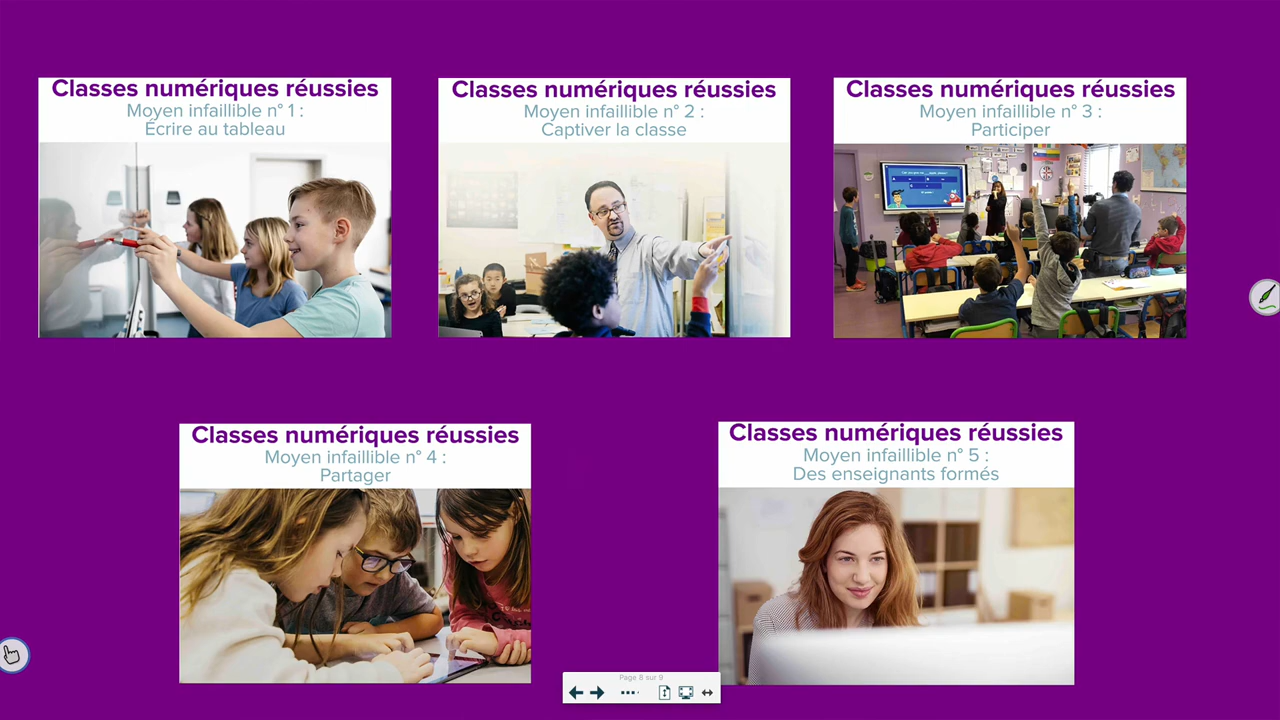 Classes numériques réussies
Moyen infaillible n° 1 :
Écrire au tableau
Classes numériques réussies
Moyen infaillible n° 2 :
Captiver la classe
Classes numériques réussies
Moyen infaillible n° 3 :
Participer
Classes numériques réussies
Moyen infaillible n° 4 :
Partager
Classes numériques réussies
Moyen infaillible n° 5 :
Des enseignants formés
Page 8 sur 9